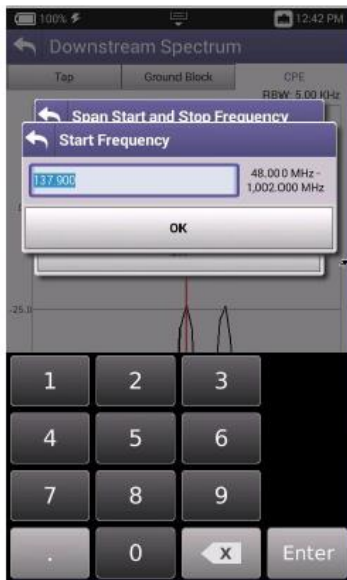 100%
12:42 PM
Downstream Spectrum
Tap
Ground Block
CPE
RBW: 5.00 KHz
Span Start and Stop Frequency
Start Frequency
137.900
48.000 MHz -
1,002.000 MHz
OK
-25.0
1
2
3
4
5
6
7
8
9
.
0
X
Enter